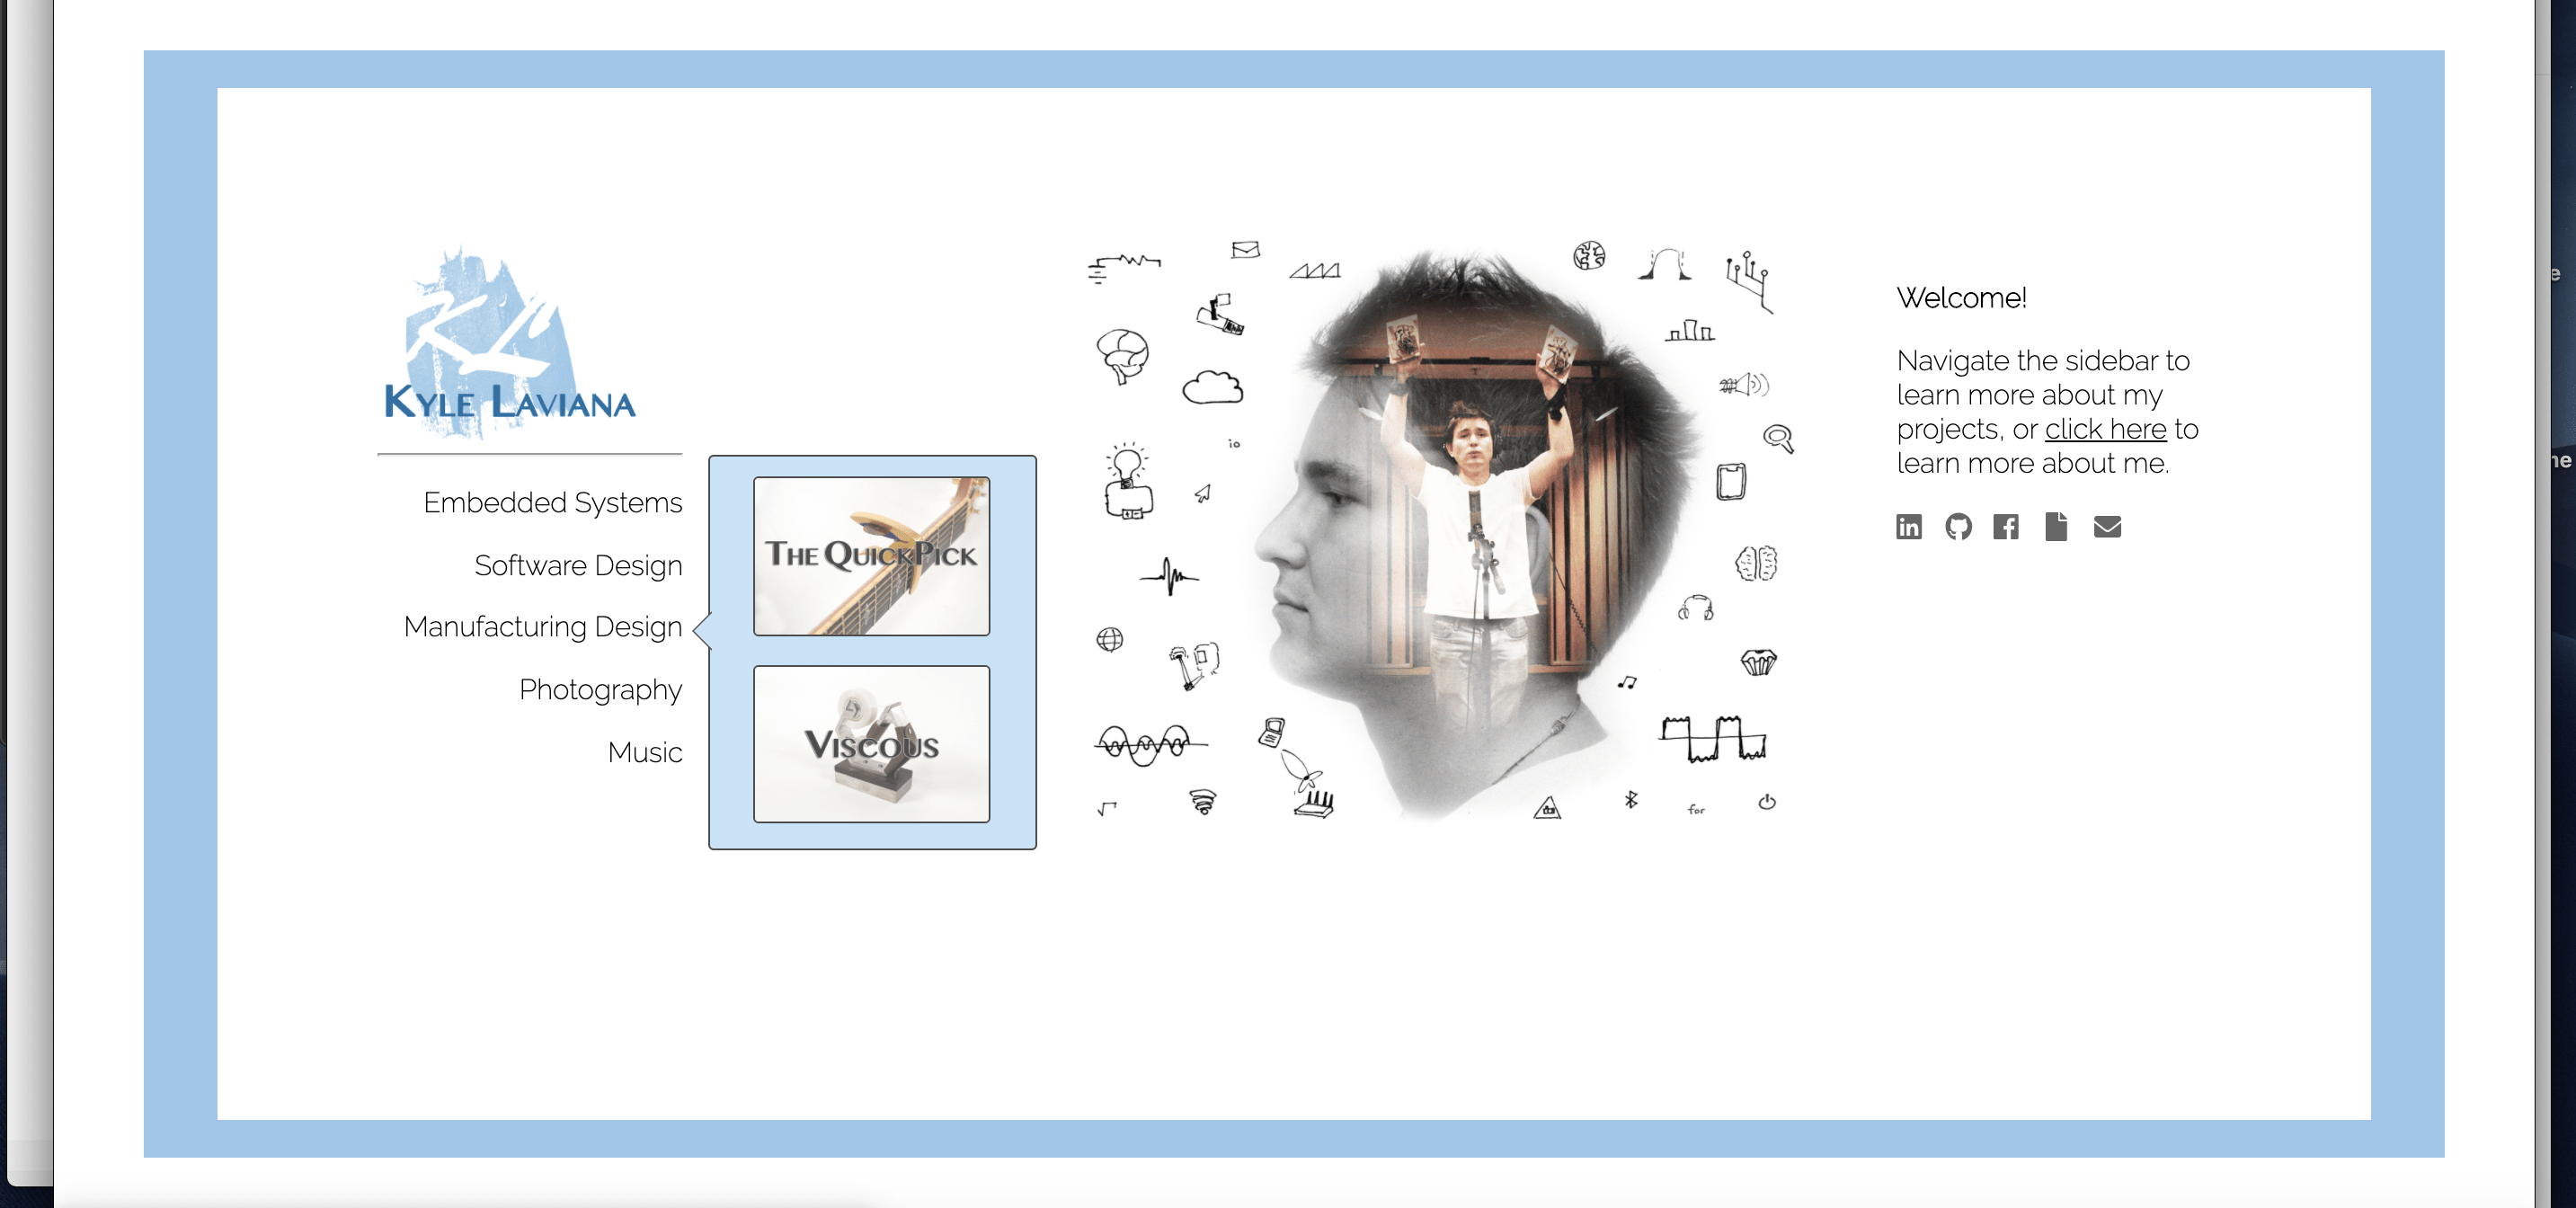 KYLE LAVIANA
Embedded Systems
Software Design
Manufacturing Design
Photography
Music
THE QUICKPICK
VISCOUS
io
for
Welcome!
Navigate the sidebar to
learn more about my
projects, or click here to
learn more about me.
e
ne